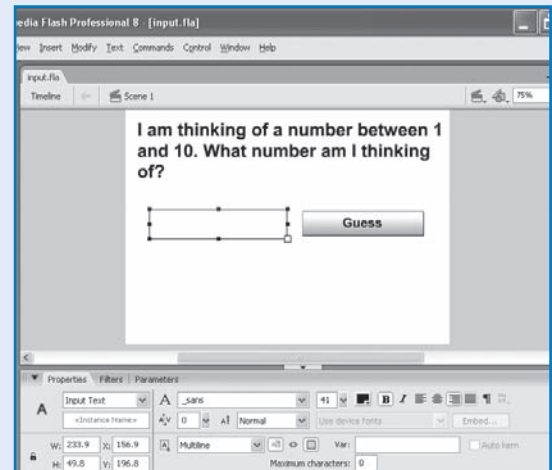 edia Flash Professional 8 - [input.fla]
iew Insert Modify Text Commands Control Window Help
input.fla
Timeline Scene 1 75%
I am thinking of a number between 1
and 10. What number am I thinking
of?
Guess
Properties Filters Parameters
Input Text A _sans 41 B I
A <Instance Name> A/V 0 Normal Use device fonts Embed...
W: 233.9 X: 156.9 Multiline Var: Auto kern
H: 49.8 Y: 196.8 Maximum characters: 0